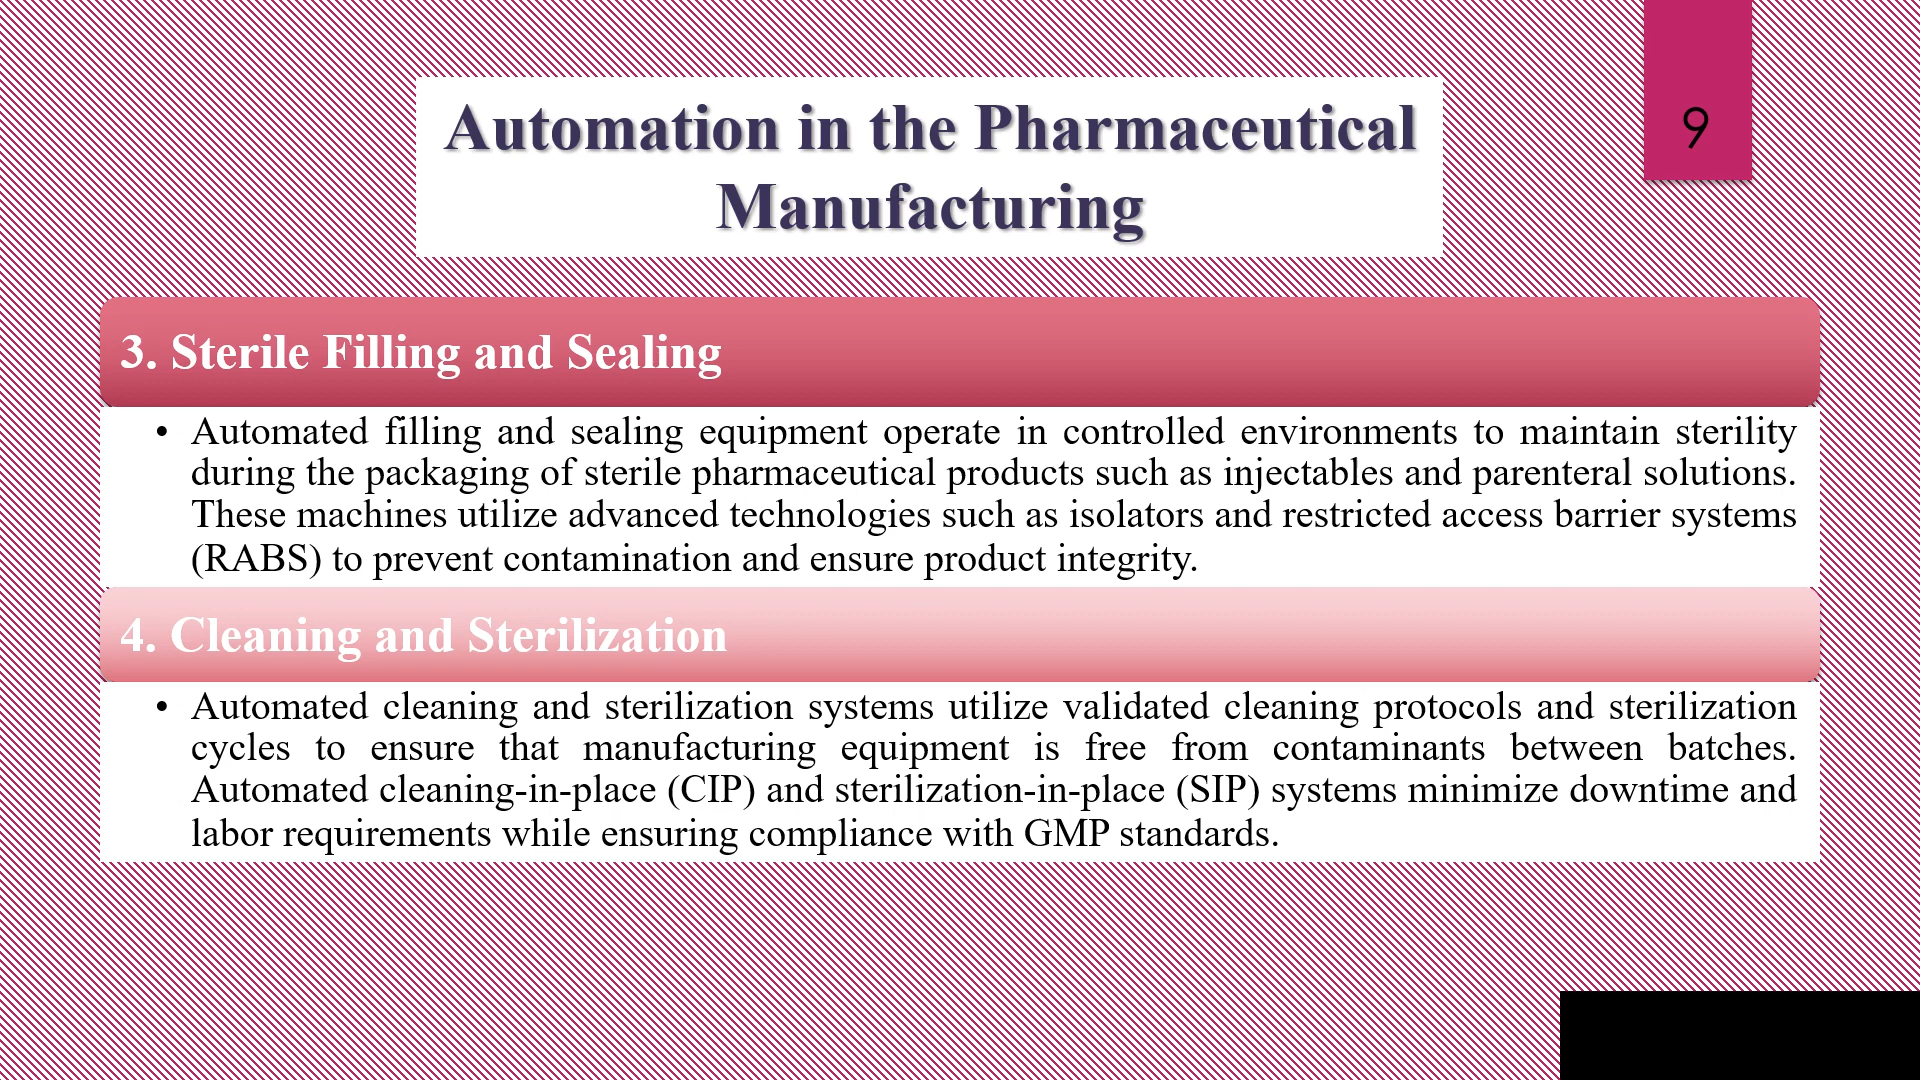 Automation in the Pharmaceutical
Manufacturing
9
3. Sterile Filling and Sealing
• Automated filling and sealing equipment operate in controlled environments to maintain sterility
during the packaging of sterile pharmaceutical products such as injectables and parenteral solutions.
These machines utilize advanced technologies such as isolators and restricted access barrier systems
(RABS) to prevent contamination and ensure product integrity.
4. Cleaning and Sterilization
• Automated cleaning and sterilization systems utilize validated cleaning protocols and sterilization
cycles to ensure that manufacturing equipment is free from contaminants between batches.
Automated cleaning-in-place (CIP) and sterilization-in-place (SIP) systems minimize downtime and
labor requirements while ensuring compliance with GMP standards.